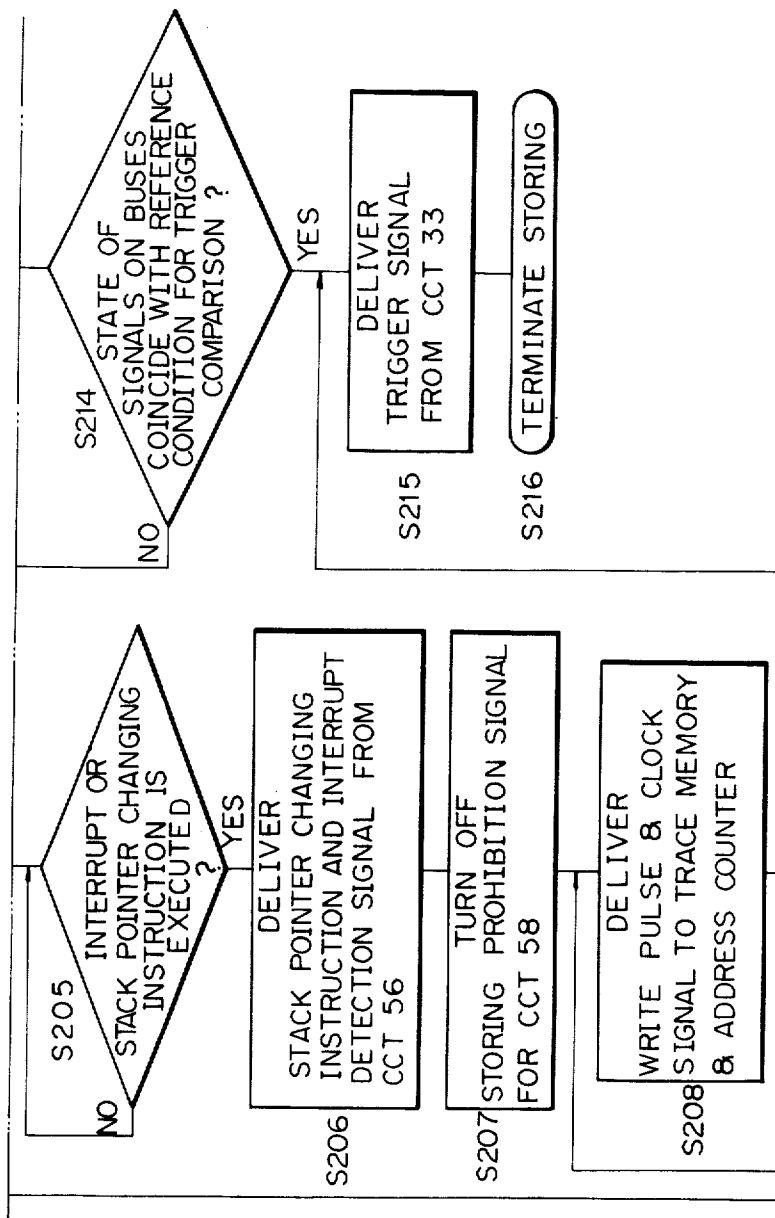 S205
INTERRUPT OR
STACK POINTER CHANGING
INSTRUCTION IS
EXECUTED
?
NO
YES
S206
DELIVER
STACK POINTER CHANGING
INSTRUCTION AND INTERRUPT
DETECTION SIGNAL FROM
CCT 56
S207
TURN OFF
STORING PROHIBITION SIGNAL
FOR CCT 58
S208
DELIVER
WRITE PULSE & CLOCK
SIGNAL TO TRACE MEMORY
& ADDRESS COUNTER
S214
STATE OF
SIGNALS ON BUSES
COINCIDE WITH REFERENCE
CONDITION FOR TRIGGER
COMPARISON ?
NO
YES
S215
DELIVER
TRIGGER SIGNAL
FROM CCT 33
S216
TERMINATE STORING